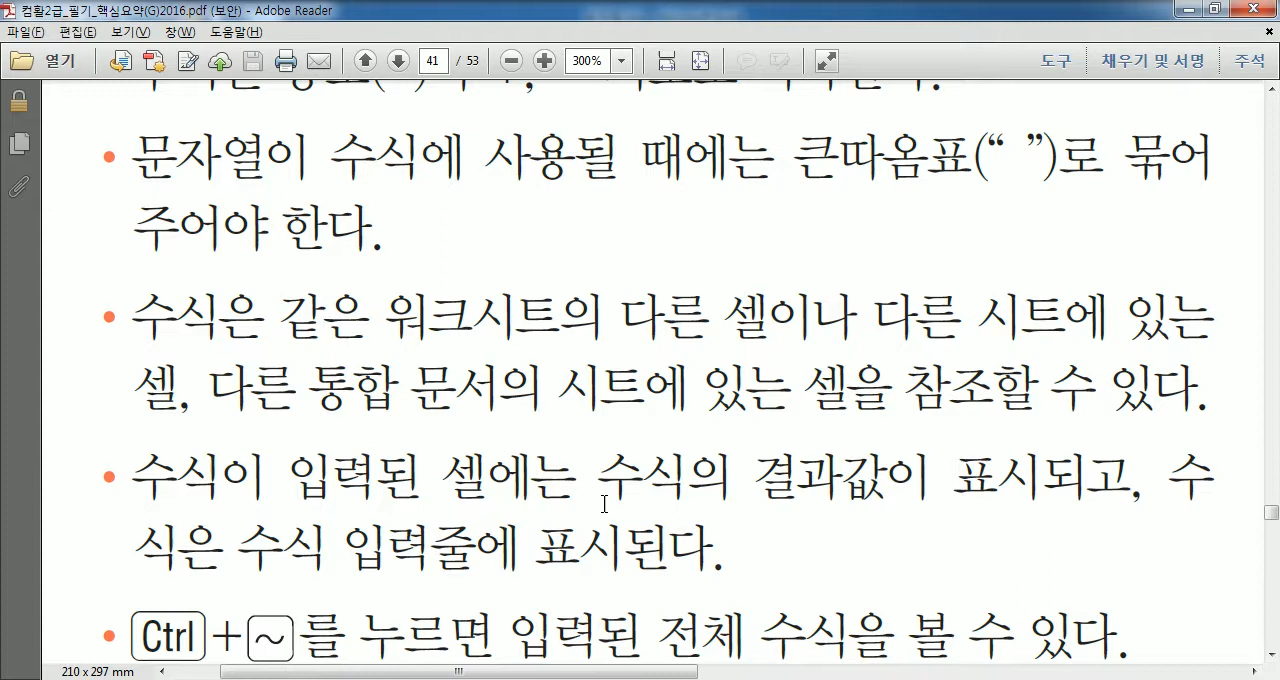 컴활2급_필기_핵심요약(G)2016.pdf (보안) - Adobe Reader
파일(F) 편집(E) 보기(V) 창(W) 도움말(H)
열기 41 / 53 300% 도구 채우기 및 서명 주석
• 문자열이 수식에 사용될 때에는 큰따옴표(“ ”)로 묶어
주어야 한다.
• 수식은 같은 워크시트의 다른 셀이나 다른 시트에 있는
셀, 다른 통합 문서의 시트에 있는 셀을 참조할 수 있다.
• 수식이 입력된 셀에는 수식의 결과값이 표시되고, 수
식은 수식 입력줄에 표시된다.
• Ctrl+~를 누르면 입력된 전체 수식을 볼 수 있다.
210 x 297 mm